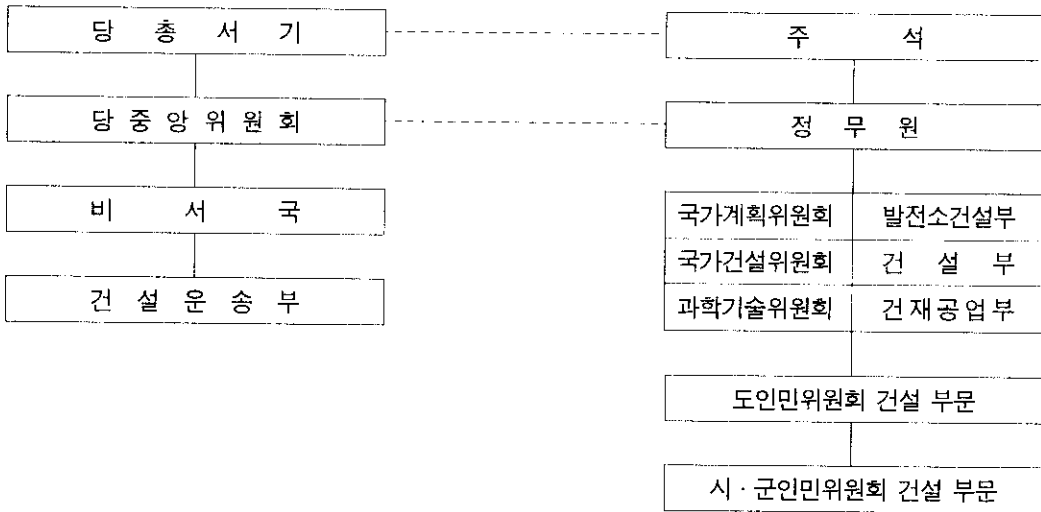 당 총 서 기
주 석
당 중 앙 위 원 회
정 무 원
비 서 국
국가계획위원회 발전소건설부
국가건설위원회 건 설 부
건 설 운 송 부
과학기술위원회 건재공업부
도인민위원회 건설 부문
시·군인민위원회 건설 부문